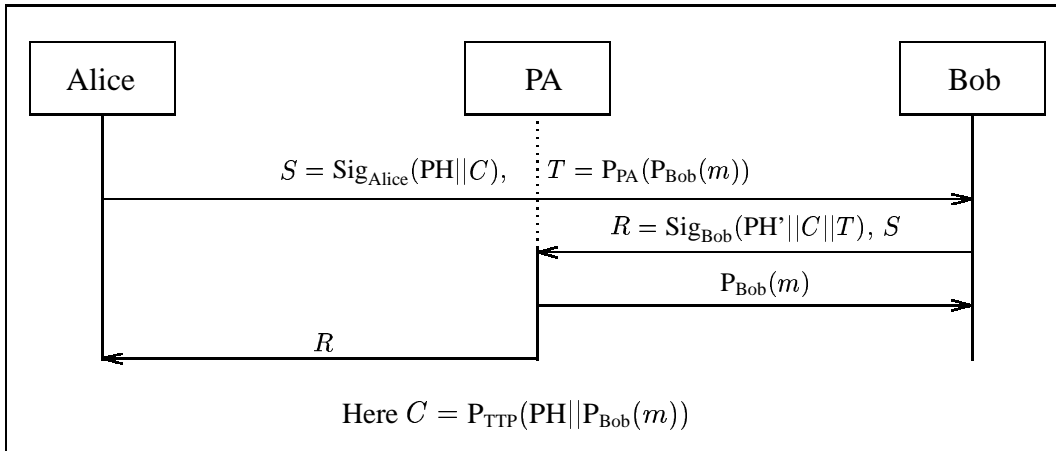 Alice PA Bob
S = Sig_Alice(PH||C), T = P_PA(P_Bob(m))
R = Sig_Bob(PH'||C||T), S
P_Bob(m)
R
Here C = P_TTP(PH||P_Bob(m))